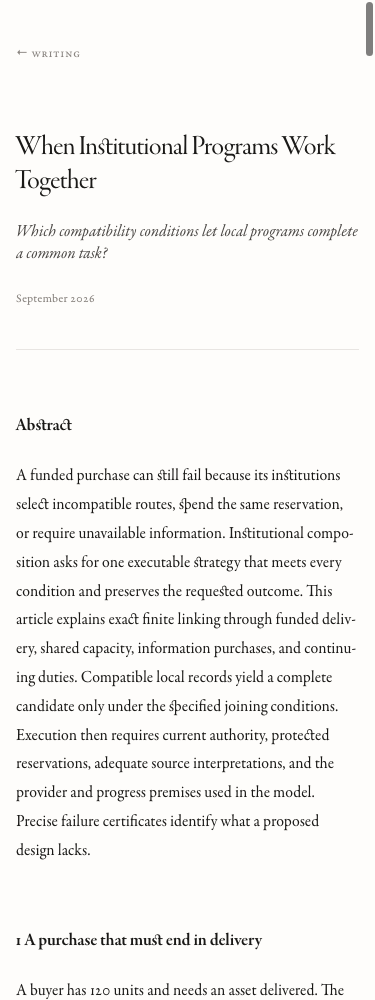 ← WRITING
When Institutional Programs Work
Together
Which compatibility conditions let local programs complete
a common task?
September 2026
Abstract
A funded purchase can still fail because its institutions
select incompatible routes, spend the same reservation,
or require unavailable information. Institutional compo-
sition asks for one executable strategy that meets every
condition and preserves the requested outcome. This
article explains exact finite linking through funded deliv-
ery, shared capacity, information purchases, and continu-
ing duties. Compatible local records yield a complete
candidate only under the specified joining conditions.
Execution then requires current authority, protected
reservations, adequate source interpretations, and the
provider and progress premises used in the model.
Precise failure certificates identify what a proposed
design lacks.
1 A purchase that must end in delivery
A buyer has 120 units and needs an asset delivered. The